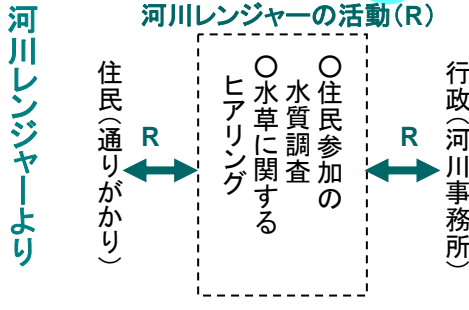 河川レンジャーの活動(R)
河川レンジャーより
住民(通りがかり)
R
○住民参加の
水質調査
○水草に関する
ヒアリング
R
行政(河川事務所)